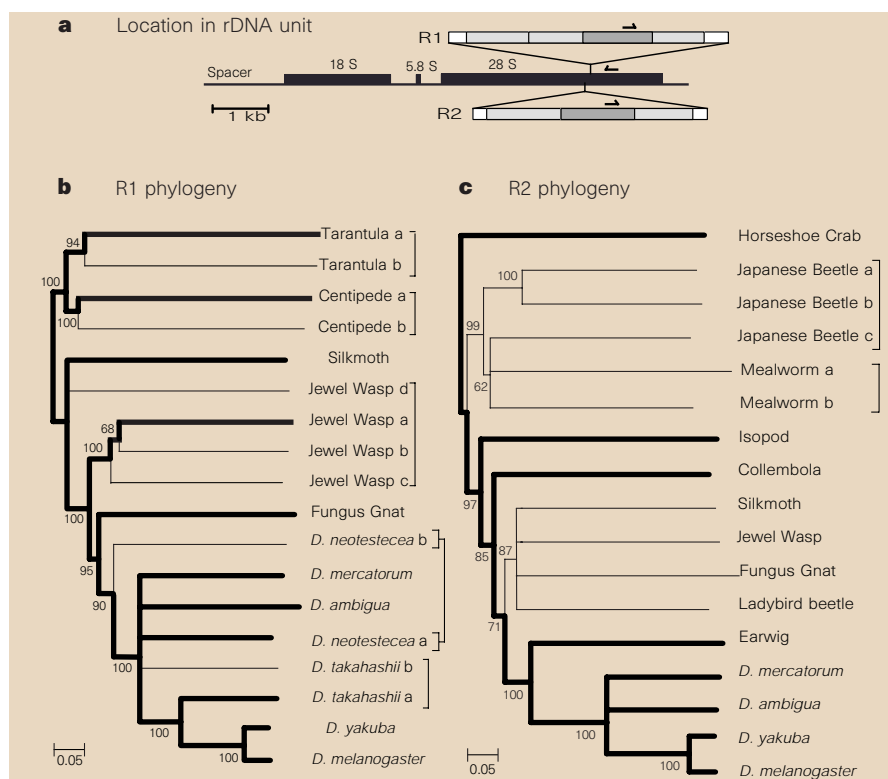 a Location in rDNA unit
R1
Spacer
18 S
5.8 S
28 S
1 kb
R2
b R1 phylogeny
94
100
100
Tarantula a
Tarantula b
Centipede a
Centipede b
Silkmoth
Jewel Wasp d
Jewel Wasp a
68
100
Jewel Wasp b
Jewel Wasp c
100
Fungus Gnat
95
D. neotestecea b
90
D. mercatorum
D. ambigua
D. neotestecea a
100
D. takahashii b
D. takahashii a
100
D. yakuba
100
D. melanogaster
0.05
c R2 phylogeny
Horseshoe Crab
100
Japanese Beetle a
Japanese Beetle b
99
Japanese Beetle c
Mealworm a
62
Mealworm b
Isopod
Collembola
97
Silkmoth
85
87
Jewel Wasp
Fungus Gnat
Ladybird beetle
71
Earwig
100
D. mercatorum
D. ambigua
100
D. yakuba
100
D. melanogaster
0.05